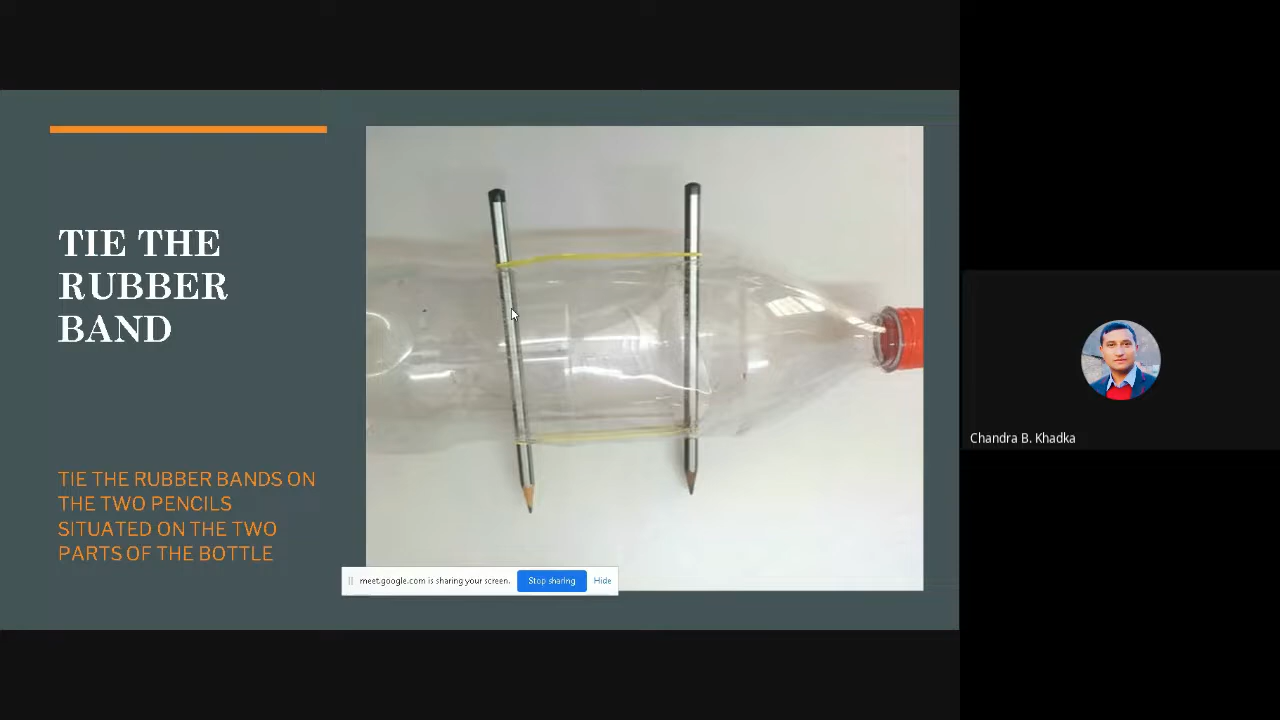 TIE THE
RUBBER
BAND
TIE THE RUBBER BANDS ON
THE TWO PENCILS
SITUATED ON THE TWO
PARTS OF THE BOTTLE
meet.google.com is sharing your screen.
Stop sharing
Hide
Chandra B. Khadka